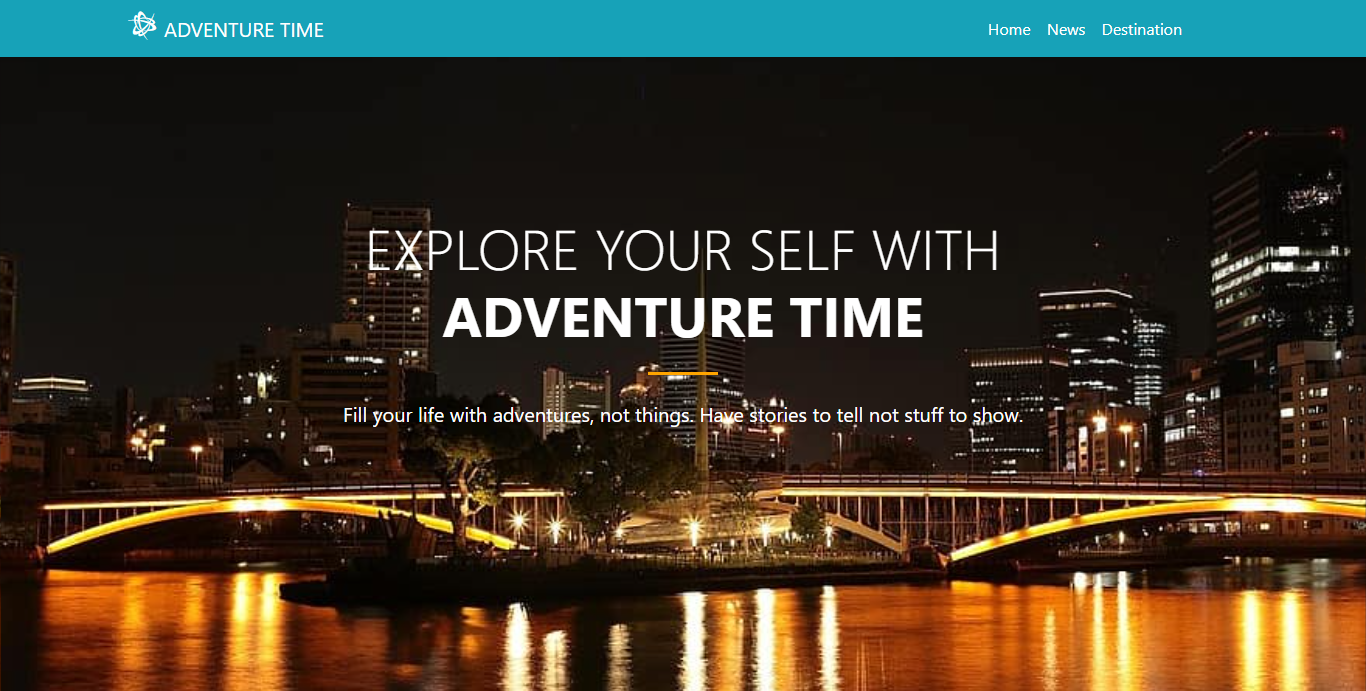 ADVENTURE TIME
Home News Destination
EXPLORE YOUR SELF WITH
ADVENTURE TIME
Fill your life with adventures, not things. Have stories to tell not stuff to show.